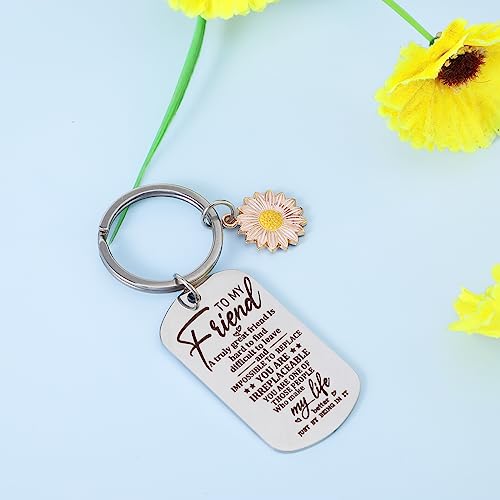 TO MY
Friend
A truly great friend is
hard to find
difficult to leave
and
IMPOSSIBLE TO REPLACE
YOU ARE
IRREPLACEABLE
YOU ARE ONE OF
THOSE PEOPLE
Who make
my life
better
JUST BY BEING IN IT